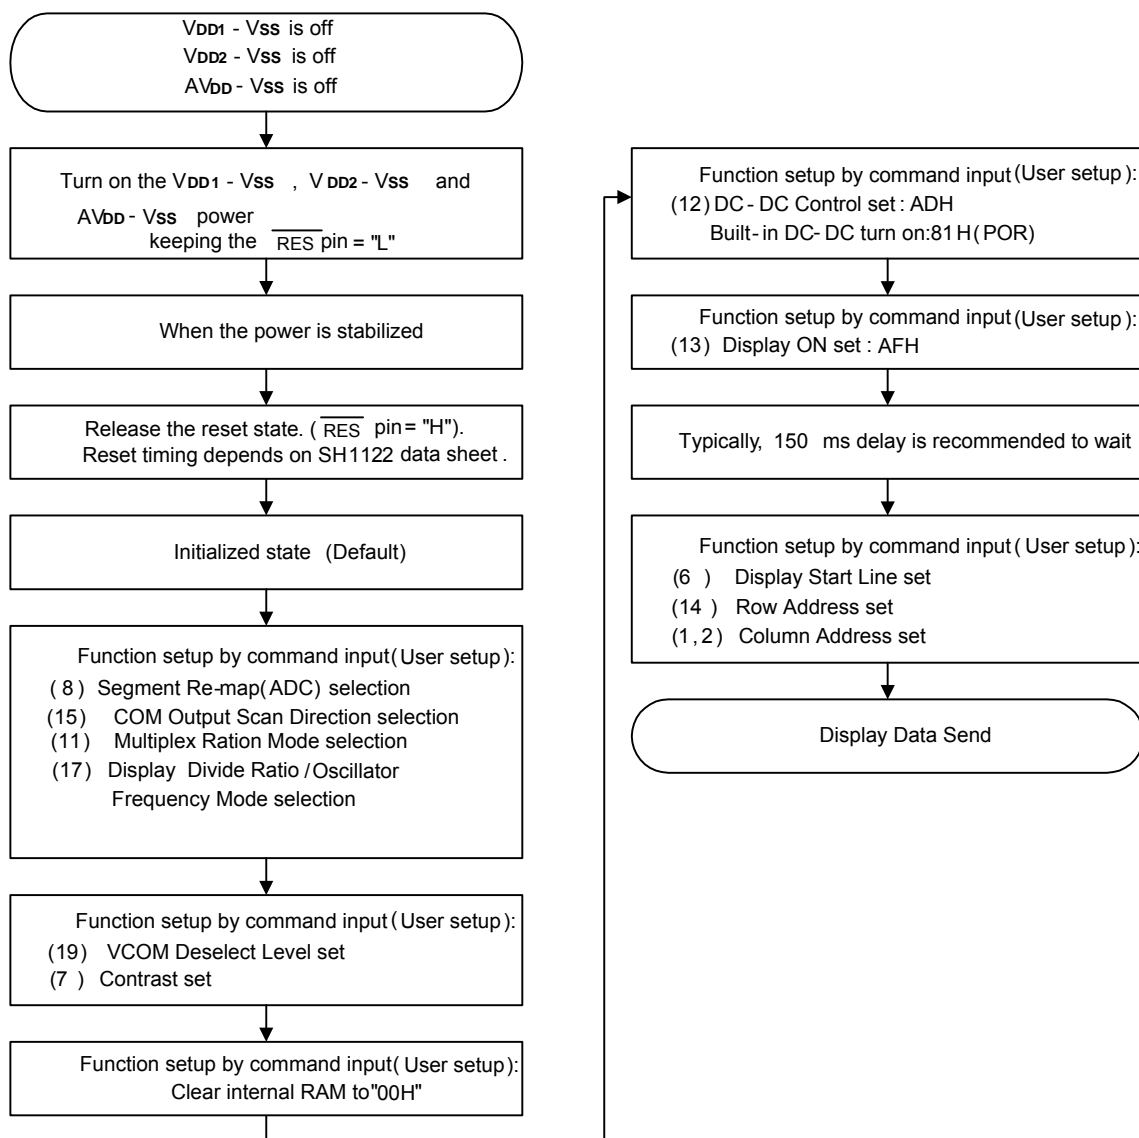 VDD1 - VSS is off
VDD2 - VSS is off
AVDD - VSS is off
Turn on the VDD1 - VSS , VDD2 - VSS and
AVDD - VSS power
keeping the RES pin = "L"
When the power is stabilized
Release the reset state. ( RES pin = "H").
Reset timing depends on SH1122 data sheet .
Initialized state (Default)
Function setup by command input (User setup):
( 8 ) Segment Re-map(ADC) selection
(15) COM Output Scan Direction selection
(11) Multiplex Ration Mode selection
(17) Display Divide Ratio /Oscillator
Frequency Mode selection
Function setup by command input (User setup):
(19) VCOM Deselect Level set
(7 ) Contrast set
Function setup by command input ( User setup):
Clear internal RAM to "00H"
Function setup by command input (User setup):
(12) DC - DC Control set : ADH
Built-in DC- DC turn on:81H(POR)
Function setup by command input (User setup):
(13) Display ON set : AFH
Typically, 150 ms delay is recommended to wait
Function setup by command input ( User setup):
(6 ) Display Start Line set
(14 ) Row Address set
(1,2) Column Address set
Display Data Send